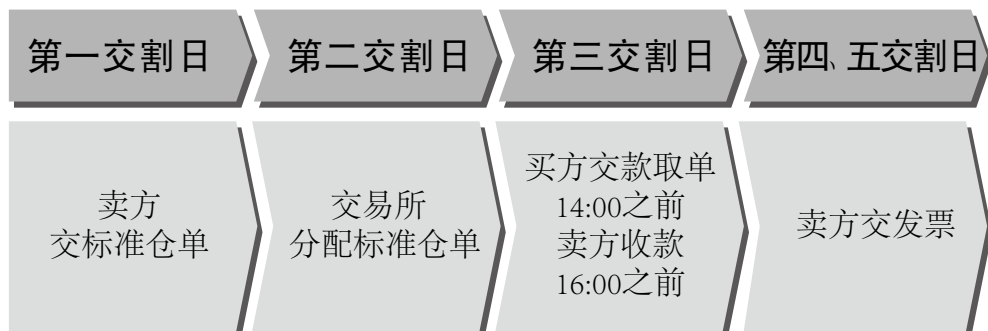 第一交割日
第二交割日
第三交割日
第四、五交割日
卖方
交标准仓单
交易所
分配标准仓单
买方交款取单
14:00之前
卖方收款
16:00之前
卖方交发票